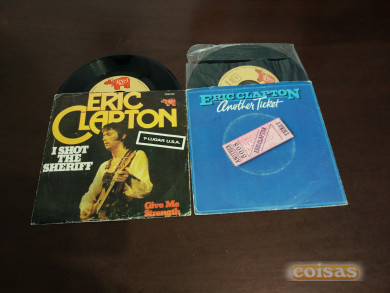 ERIC
CLAPTON
1º LUGAR U.S.A.
I SHOT
THE
SHERIFF
Give Me
Strength
ERIC CLAPTON
Another Ticket
coisas